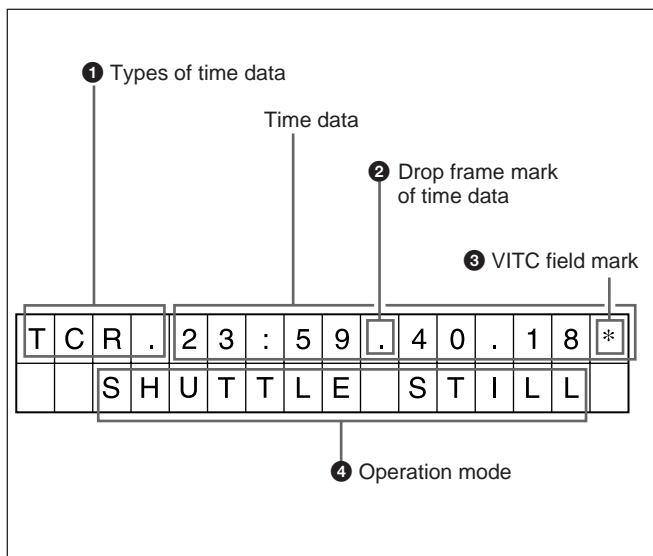 ❶ Types of time data
Time data
❷ Drop frame mark
of time data
❸ VITC field mark
TCR.23:59.40.18*
SHUTTLE STILL
❹ Operation mode